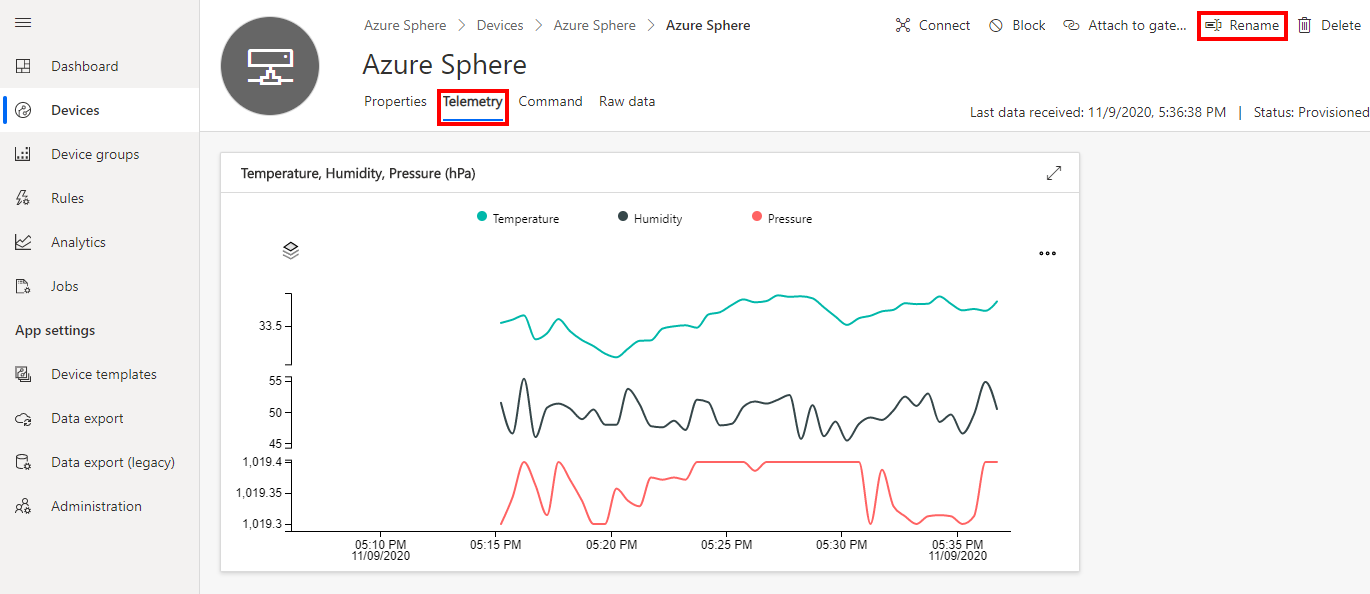 Azure Sphere > Devices > Azure Sphere > Azure Sphere
Connect Block Attach to gate... Rename Delete
Azure Sphere
Properties Telemetry Command Raw data
Last data received: 11/9/2020, 5:36:38 PM | Status: Provisioned
Dashboard
Devices
Device groups
Rules
Analytics
Jobs
App settings
Device templates
Data export
Data export (legacy)
Administration
Temperature, Humidity, Pressure (hPa)
Temperature Humidity Pressure
33.5
55
50
45
1,019.4
1,019.35
1,019.3
05:10 PM 05:15 PM 05:20 PM 05:25 PM 05:30 PM 05:35 PM
11/09/2020 11/09/2020